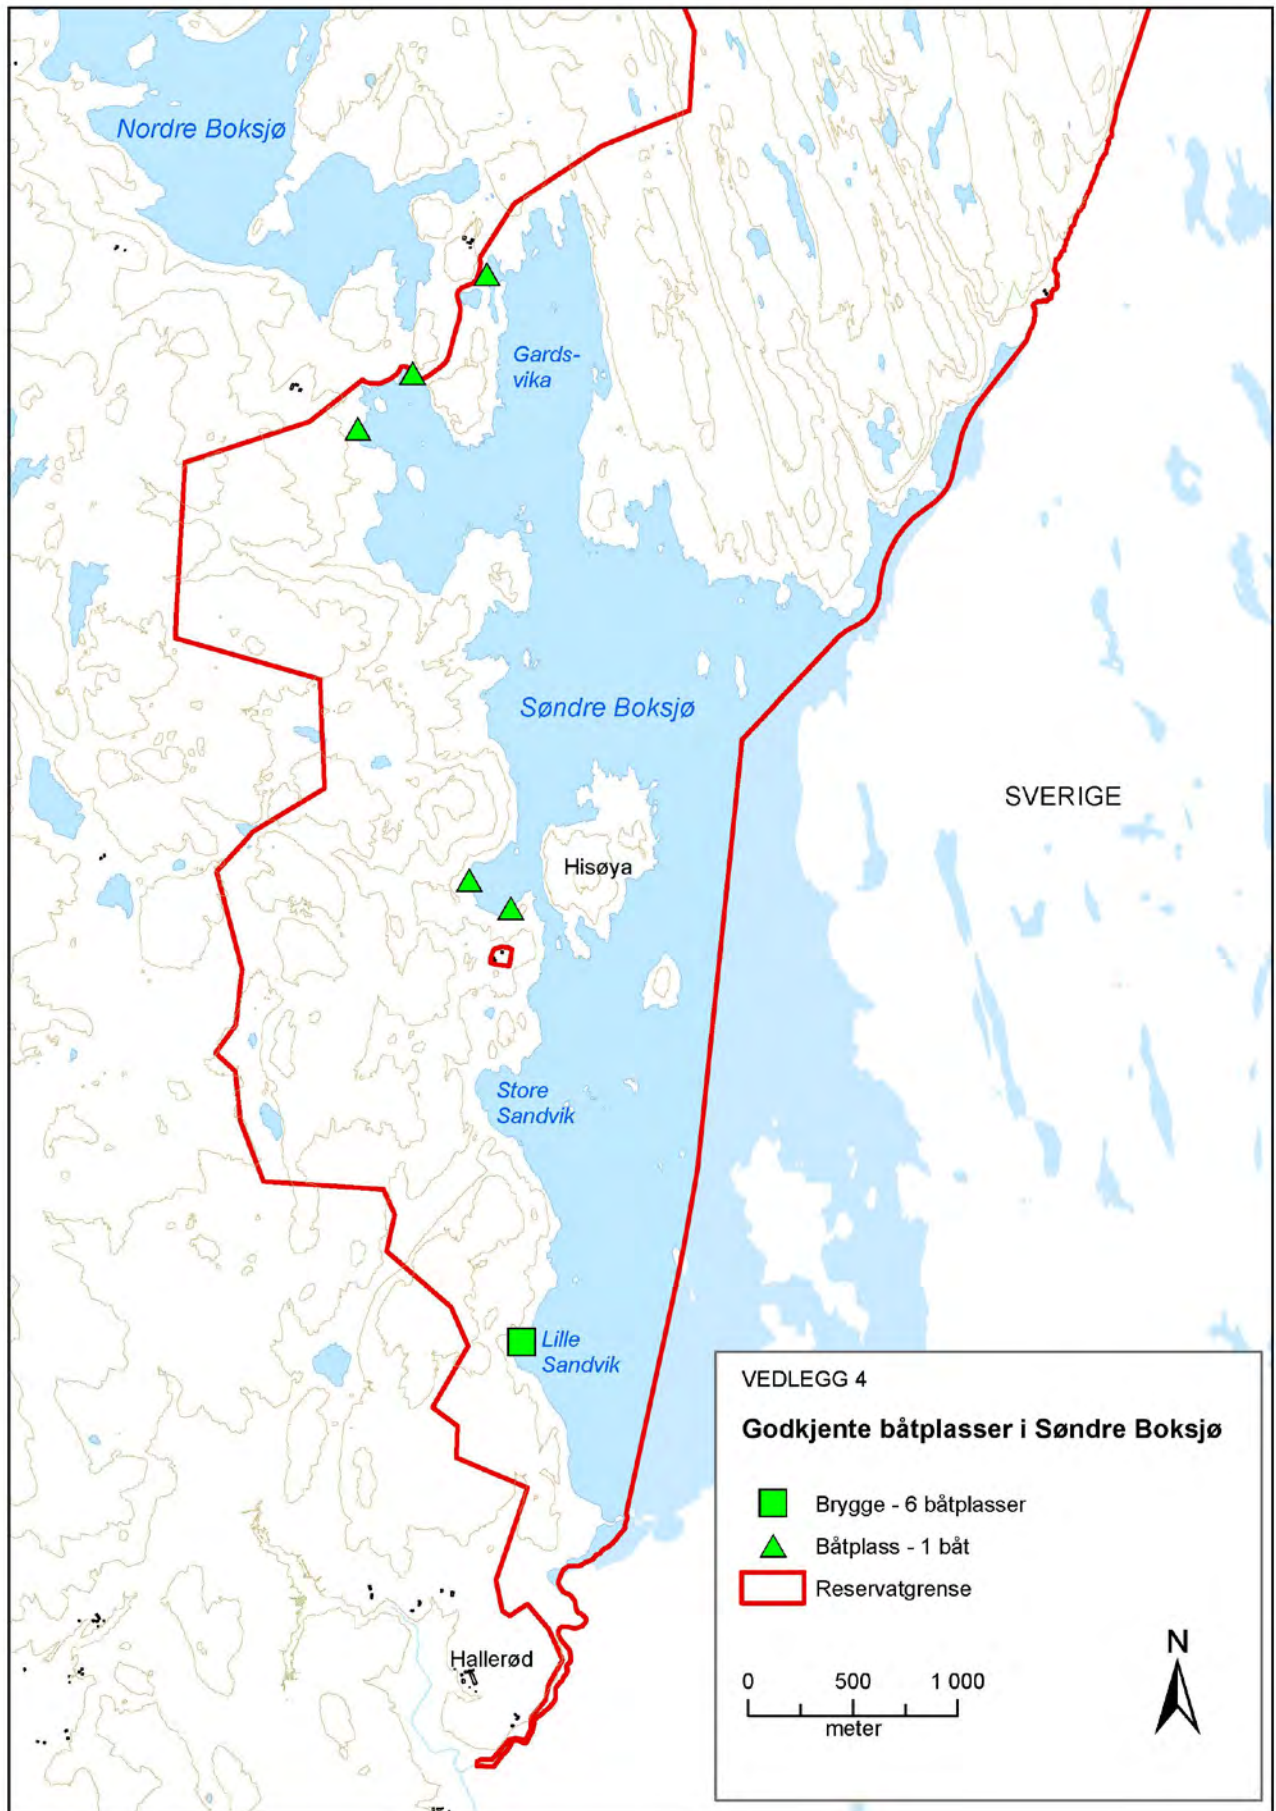 Nordre Boksjø
Gards-
vika
Søndre Boksjø
SVERIGE
Hisøya
Store
Sandvik
Lille
Sandvik
VEDLEGG 4
Godkjente båtplasser i Søndre Boksjø
Brygge - 6 båtplasser
Båtplass - 1 båt
Reservatgrense
Hallerød
N
0 500 1 000
meter